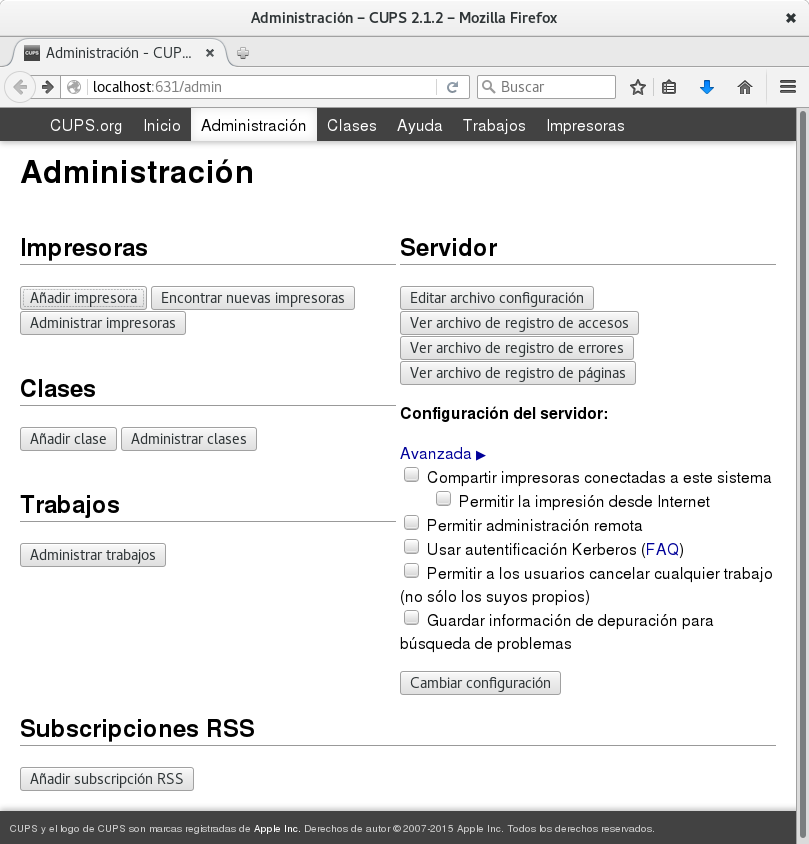 Administración – CUPS 2.1.2 – Mozilla Firefox
CUPS
Administración - CUP...
localhost:631/admin
Buscar
CUPS.org Inicio Administración Clases Ayuda Trabajos Impresoras
Administración
Impresoras
Añadir impresora Encontrar nuevas impresoras
Administrar impresoras
Clases
Añadir clase Administrar clases
Trabajos
Administrar trabajos
Servidor
Editar archivo configuración
Ver archivo de registro de accesos
Ver archivo de registro de errores
Ver archivo de registro de páginas
Configuración del servidor:
Avanzada ▶
Compartir impresoras conectadas a este sistema
Permitir la impresión desde Internet
Permitir administración remota
Usar autentificación Kerberos (FAQ)
Permitir a los usuarios cancelar cualquier trabajo
(no sólo los suyos propios)
Guardar información de depuración para
búsqueda de problemas
Cambiar configuración
Subscripciones RSS
Añadir subscripción RSS
CUPS y el logo de CUPS son marcas registradas de Apple Inc. Derechos de autor © 2007-2015 Apple Inc. Todos los derechos reservados.